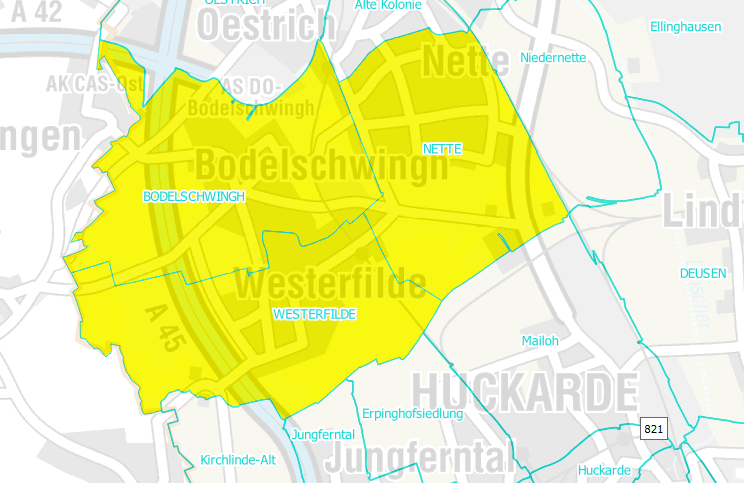 OESTRICH
Alte Kolonie
A 42
Oestrich
Ellinghausen
Nette
Niedernette
AK CAS-Ost
AS DO-
Bodelschwingh
ngen
NETTE
Bodelschwingh
BODELSCHWINGH
Lind
Westerfilde
DEUSEN
WESTERFILDE
A 45
Mailoh
HUCKARDE
Erpinghofsiedlung
821
Jungferntal
Kirchlinde-Alt
Jungferntal
Huckarde